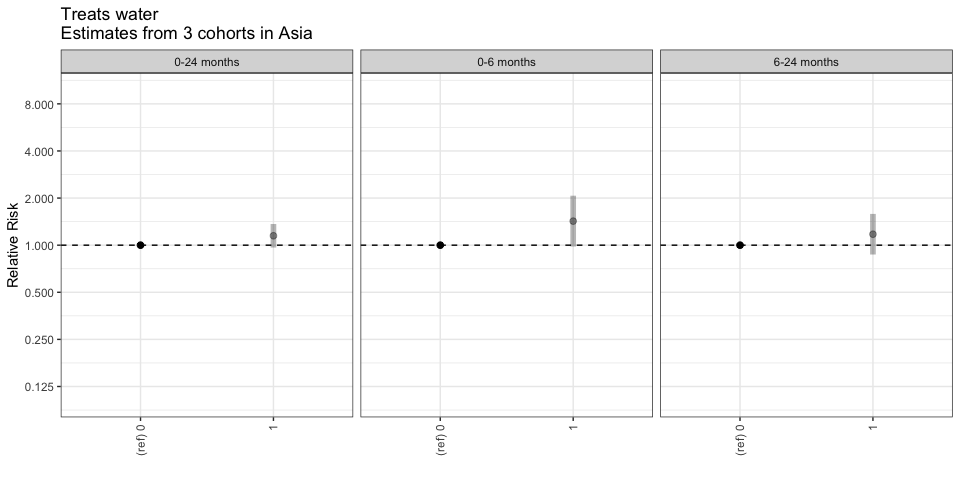 Treats water
Estimates from 3 cohorts in Asia
0-24 months
0-6 months
6-24 months
Relative Risk
8.000
4.000
2.000
1.000
0.500
0.250
0.125
(ref) 0
1
(ref) 0
1
(ref) 0
1